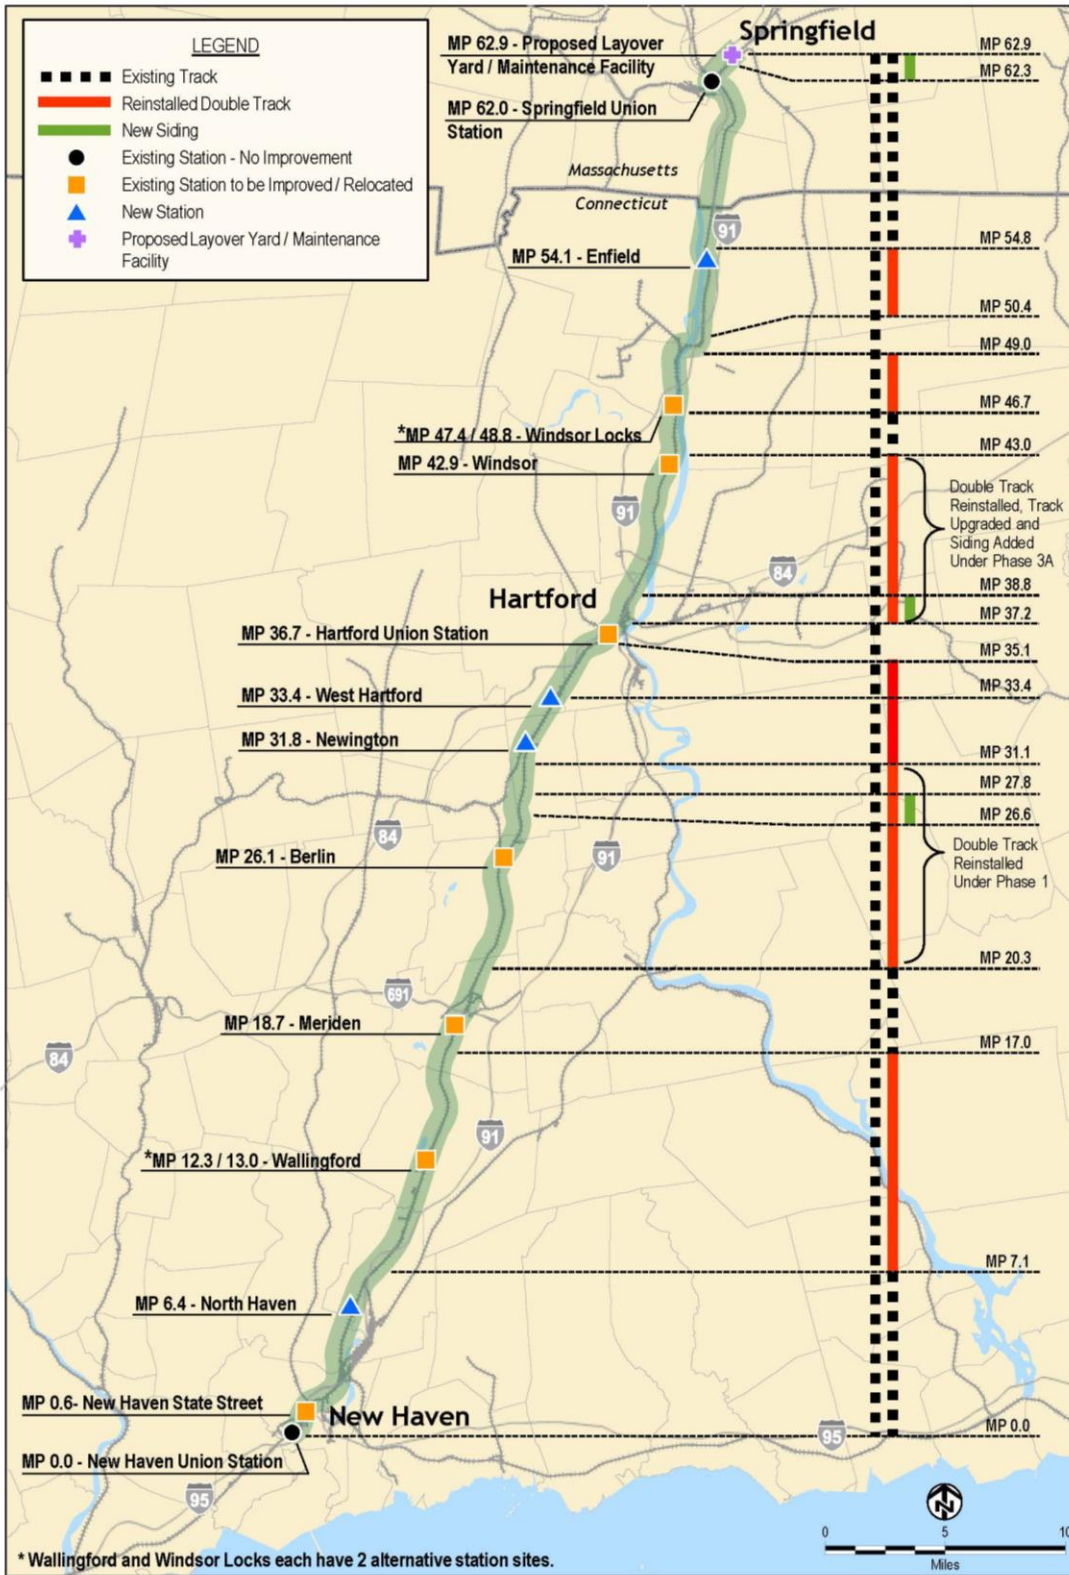 LEGEND
Existing Track
Reinstalled Double Track
New Siding
Existing Station - No Improvement
Existing Station to be Improved / Relocated
New Station
Proposed Layover Yard / Maintenance
Facility
Springfield
MP 62.9 - Proposed Layover
Yard / Maintenance Facility
MP 62.0 - Springfield Union
Station
MP 62.9
MP 62.3
Massachusetts
Connecticut
91
MP 54.1 - Enfield
MP 54.8
MP 50.4
MP 49.0
*MP 47.4 / 48.8 - Windsor Locks
MP 46.7
MP 42.9 - Windsor
MP 43.0
91
Double Track
Reinstalled, Track
Upgraded and
Siding Added
Under Phase 3A
84
Hartford
MP 38.8
MP 37.2
MP 36.7 - Hartford Union Station
MP 35.1
MP 33.4 - West Hartford
MP 33.4
MP 31.8 - Newington
MP 31.1
MP 27.8
MP 26.6
84
91
MP 26.1 - Berlin
Double Track
Reinstalled
Under Phase 1
MP 20.3
691
MP 18.7 - Meriden
MP 17.0
84
91
*MP 12.3 / 13.0 - Wallingford
MP 7.1
MP 6.4 - North Haven
MP 0.6- New Haven State Street
New Haven
MP 0.0
95
MP 0.0 - New Haven Union Station
95
N
0 5 10
Miles
* Wallingford and Windsor Locks each have 2 alternative station sites.